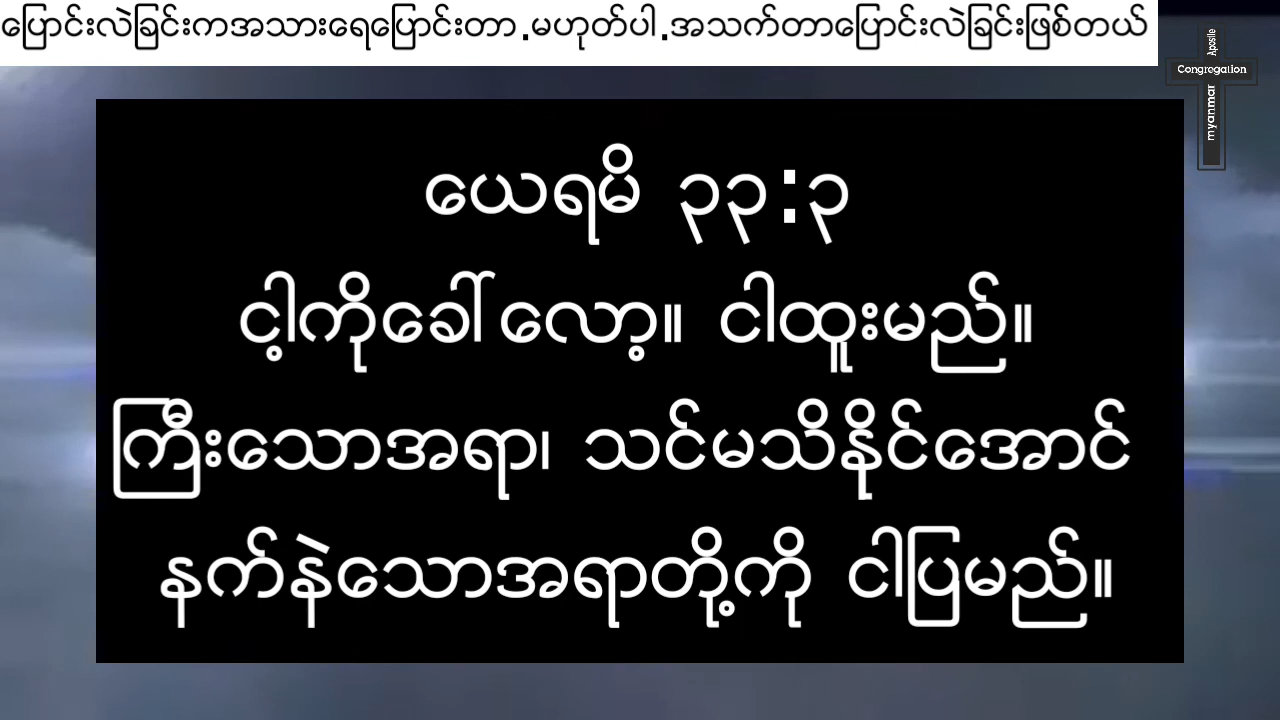 ပြောင်းလဲခြင်းကအသားရေပြောင်းတာ.မဟုတ်ပါ.အသက်တာပြောင်းလဲခြင်းဖြစ်တယ်
Apostle
Congregation
myanmar
ယေရမိ ၃၃:၃
ငါ့ကိုခေါ်လော့။ ငါထူးမည်။
ကြီးသောအရာ၊ သင်မသိနိုင်အောင်
နက်နဲသောအရာတို့ကို ငါပြမည်။